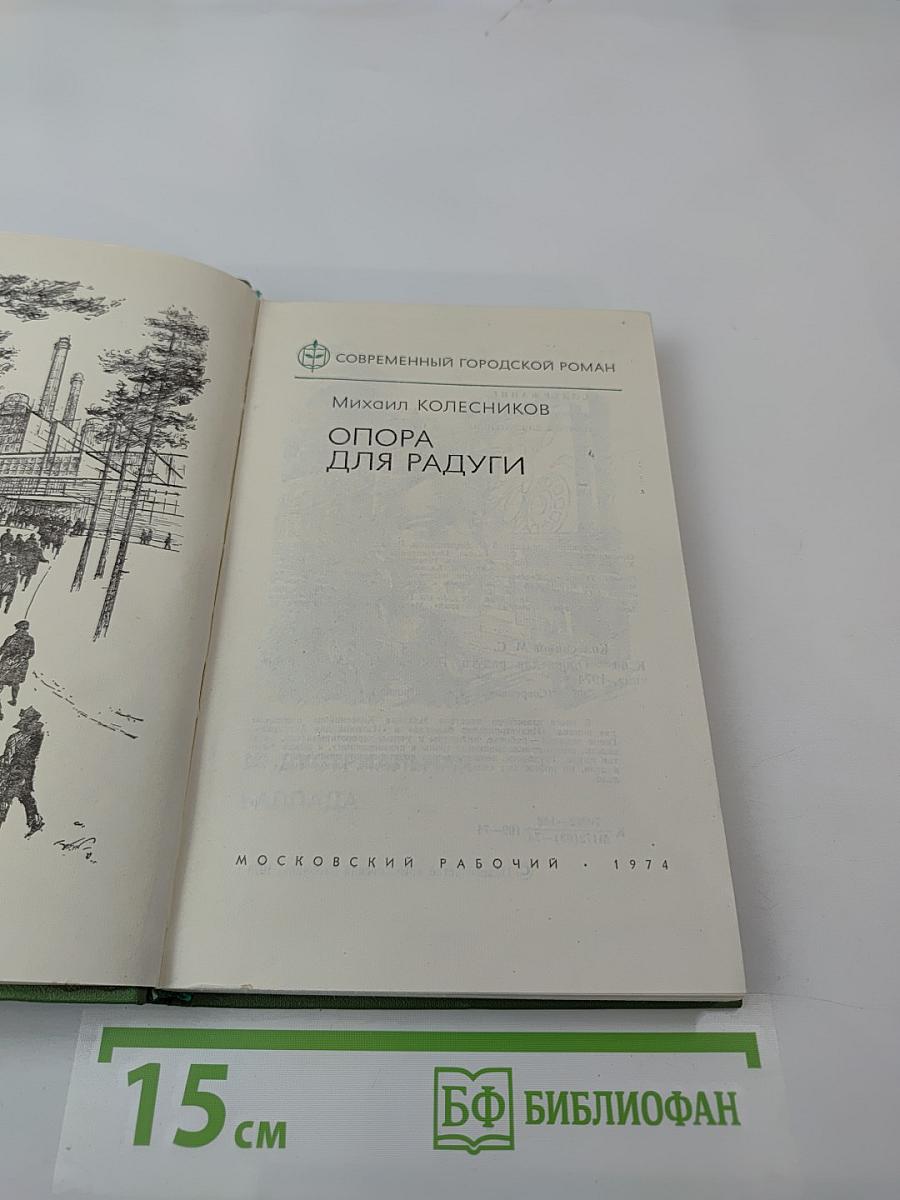 СОВРЕМЕННЫЙ ГОРОДСКОЙ РОМАН
Михаил КОЛЕСНИКОВ
ОПОРА
ДЛЯ РАДУГИ
МОСКОВСКИЙ РАБОЧИЙ • 1974
15 см
БФ БИБЛИОФАН